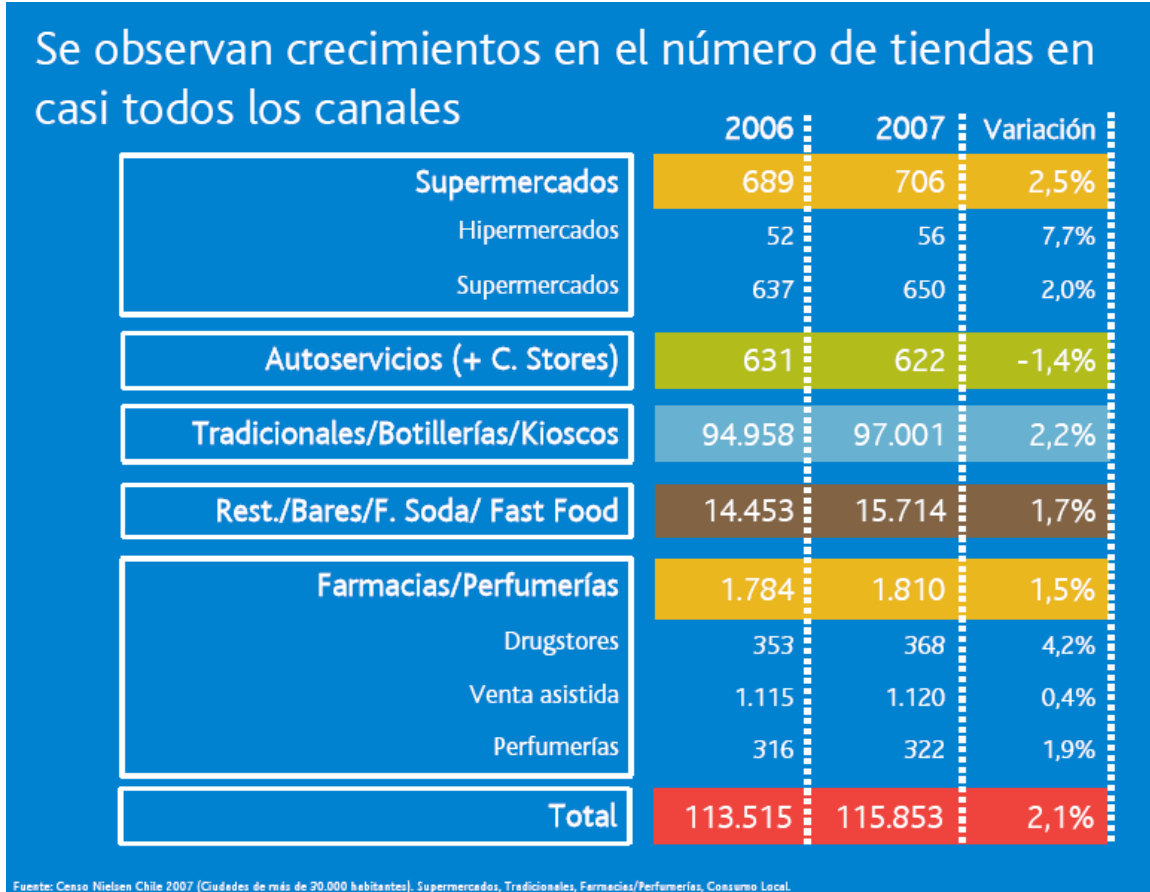 Se observan crecimientos en el número de tiendas en
casi todos los canales
2006 2007 Variación
Supermercados 689 706 2,5%
Hipermercados 52 56 7,7%
Supermercados 637 650 2,0%
Autoservicios (+ C. Stores) 631 622 -1,4%
Tradicionales/Botillerías/Kioscos 94.958 97.001 2,2%
Rest./Bares/F. Soda/ Fast Food 14.453 15.714 1,7%
Farmacias/Perfumerías 1.784 1.810 1,5%
Drugstores 353 368 4,2%
Venta asistida 1.115 1.120 0,4%
Perfumerías 316 322 1,9%
Total 113.515 115.853 2,1%
Fuente: Censo Nielsen Chile 2007 (Ciudades de más de 30.000 habitantes). Supermercados, Tradicionales, Farmacias/Perfumerías, Consumo Local.